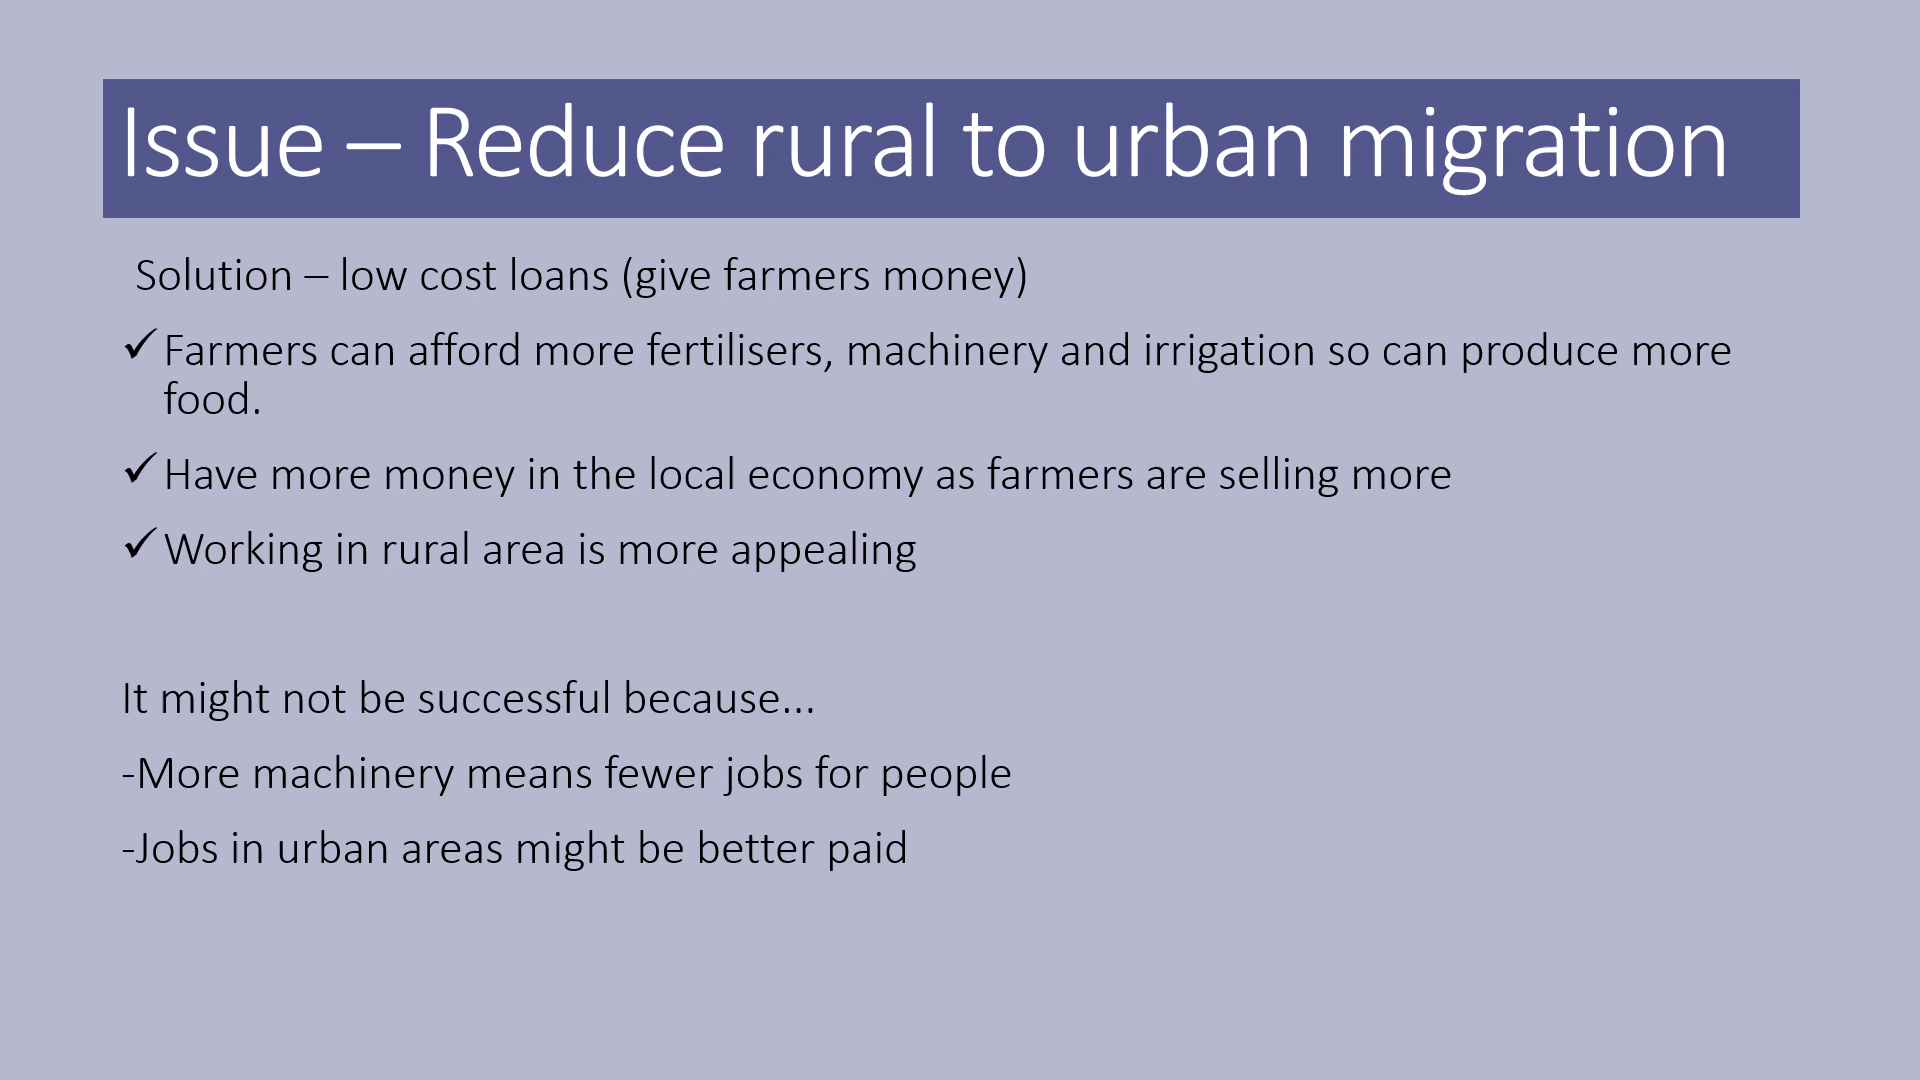 Issue – Reduce rural to urban migration
Solution – low cost loans (give farmers money)
✓Farmers can afford more fertilisers, machinery and irrigation so can produce more
food.
✓Have more money in the local economy as farmers are selling more
✓Working in rural area is more appealing
It might not be successful because...
-More machinery means fewer jobs for people
-Jobs in urban areas might be better paid